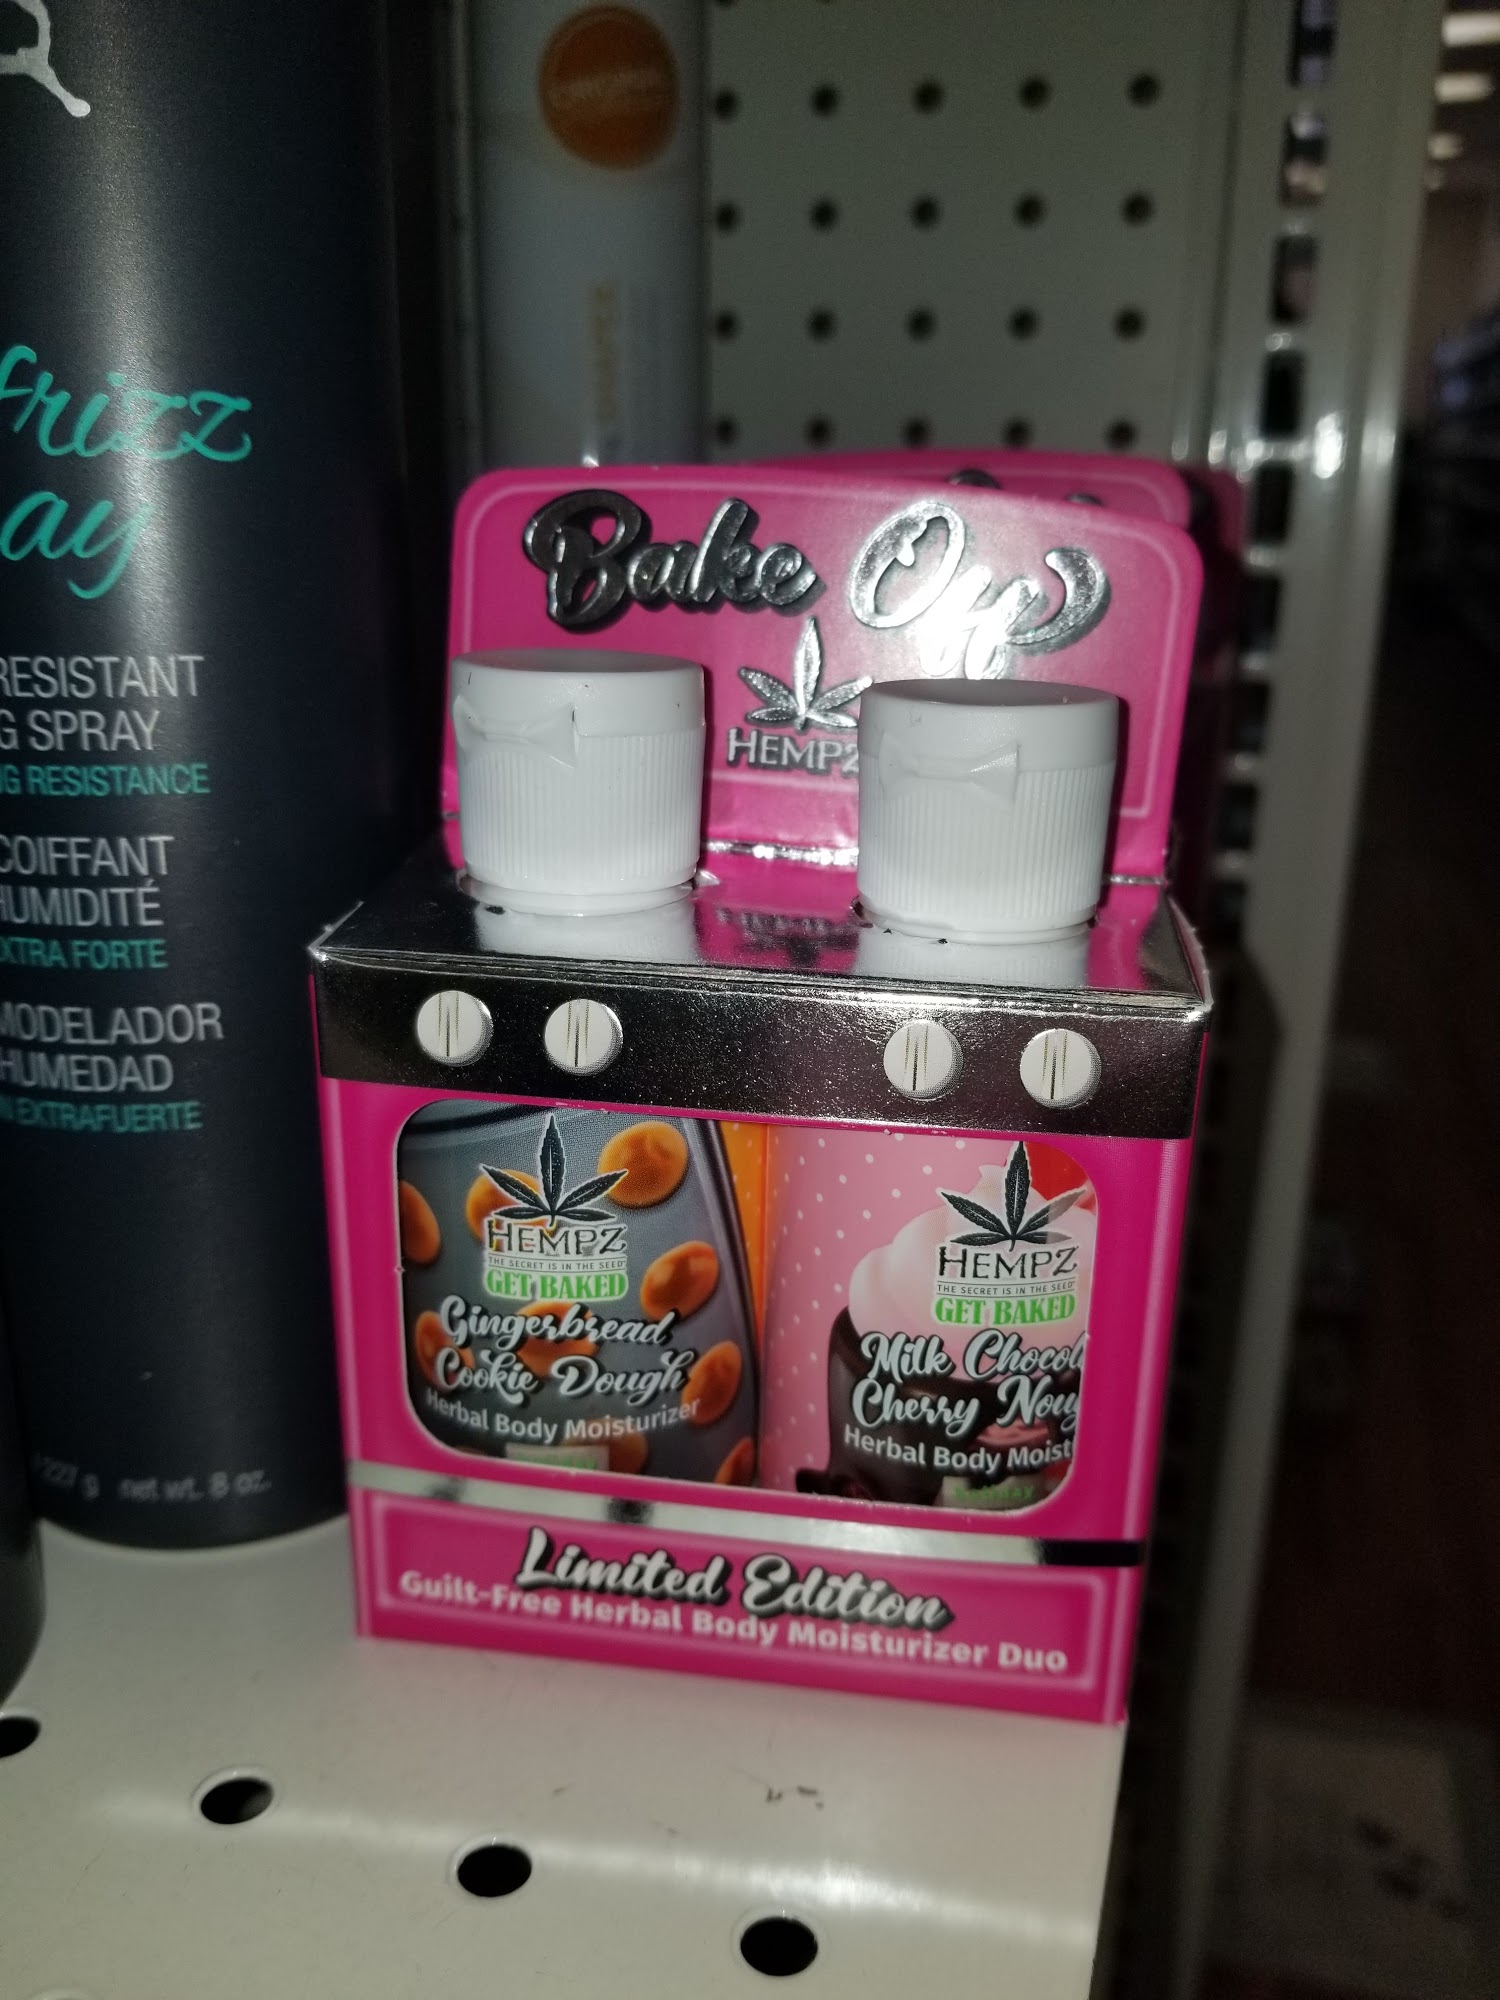 frizz
ay
RESISTANT
G SPRAY
RESISTANCE
COIFFANT
HUMIDITÉ
XTRA FORTE
MODELADOR
HUMEDAD
EXTRAFUERTE
227 g net wt. 8 oz.
Bake Off
HEMPZ
HEMPZ
THE SECRET IS IN THE SEED
GET BAKED
Gingerbread
Cookie Dough
Herbal Body Moisturizer
HEMPZ
THE SECRET IS IN THE SEED
GET BAKED
Milk Chocol
Cherry Noug
Herbal Body Moist
Limited Edition
Guilt-Free Herbal Body Moisturizer Duo